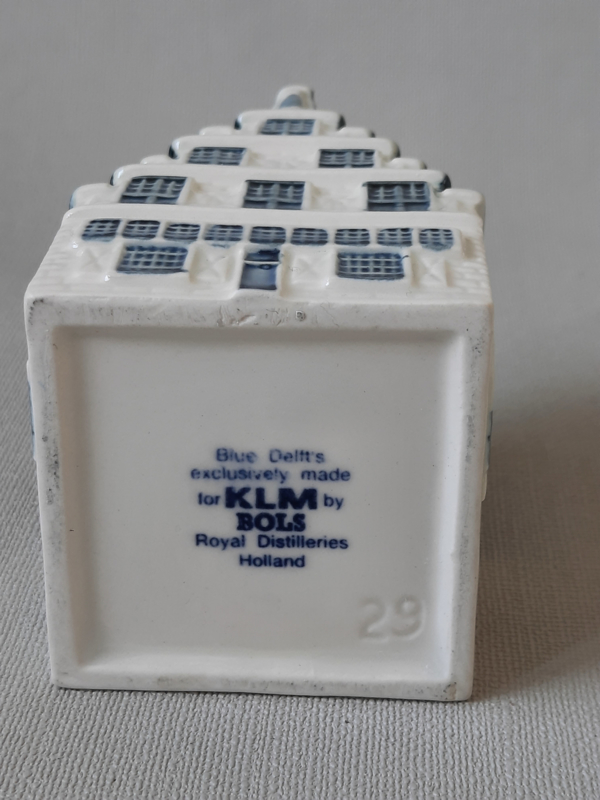 Blue Delft's
exclusively made
for KLM by
BOLS
Royal Distilleries
Holland
29